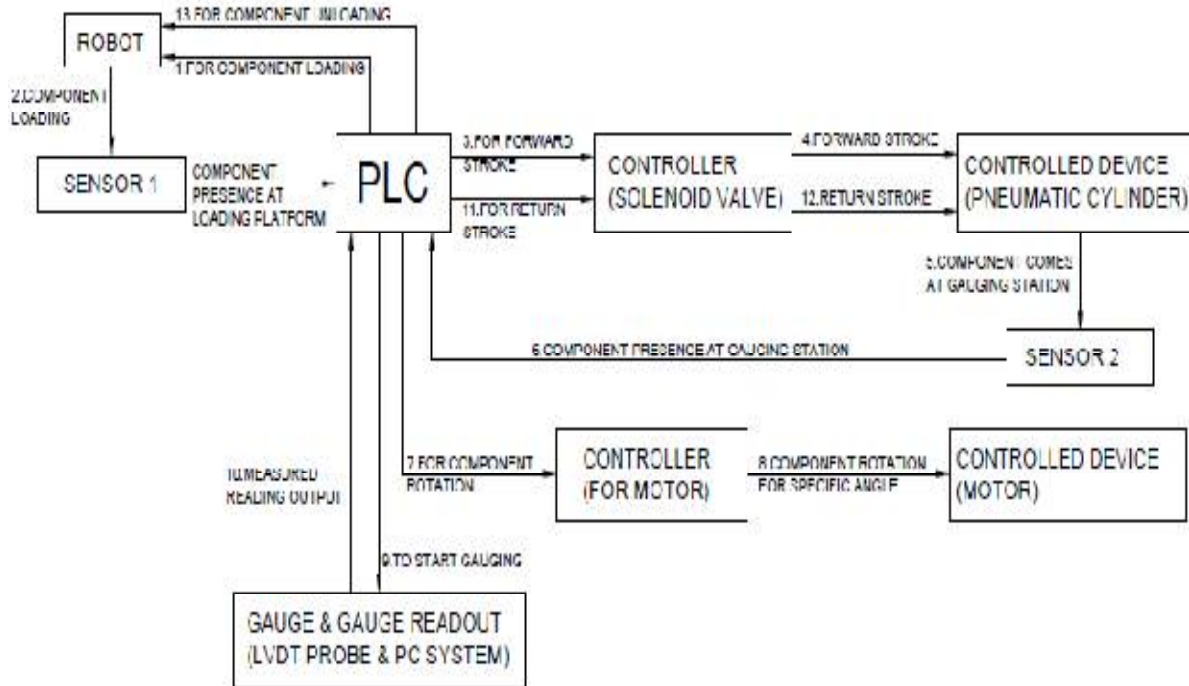 13.FOR COMPONENT UNLOADING
ROBOT
1.FOR COMPONENT LOADING
2.COMPONENT
LOADING
SENSOR 1
COMPONENT
PRESENCE AT
LOADING PLATFORM
PLC
3.FOR FORWARD
STROKE
11.FOR RETURN
STROKE
CONTROLLER
(SOLENOID VALVE)
4.FORWARD STROKE
12.RETURN STROKE
CONTROLLED DEVICE
(PNEUMATIC CYLINDER)
5.COMPONENT COMES
AT GAUGING STATION
6.COMPONENT PRESENCE AT GAUGING STATION
SENSOR 2
10.MEASURED
READING OUTPUT
7.FOR COMPONENT
ROTATION
CONTROLLER
(FOR MOTOR)
8.COMPONENT ROTATION
FOR SPECIFIC ANGLE
CONTROLLED DEVICE
(MOTOR)
9.TO START GAUGING
GAUGE & GAUGE READOUT
(LVDT PROBE & PC SYSTEM)